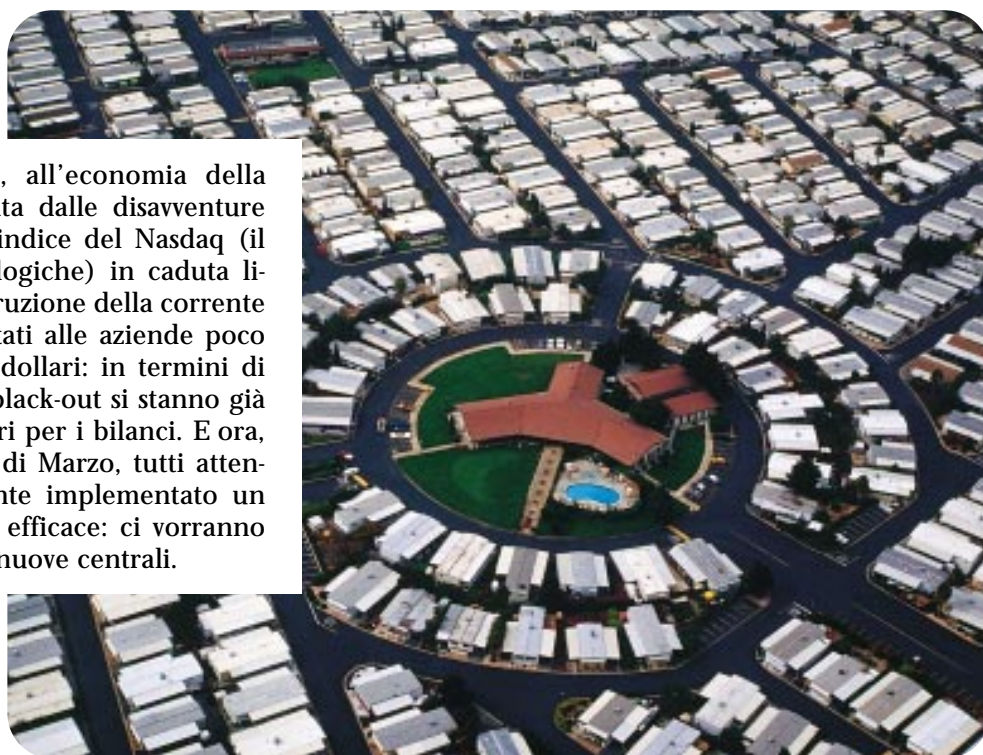 , all'economia della
ta dalle disavventure
indice del Nasdaq (il
logiche) in caduta li-
ruzione della corrente
tati alle aziende poco
dollari: in termini di
black-out si stanno già
ri per i bilanci. E ora,
di Marzo, tutti atten-
nte implementato un
efficace: ci vorranno
nuove centrali.